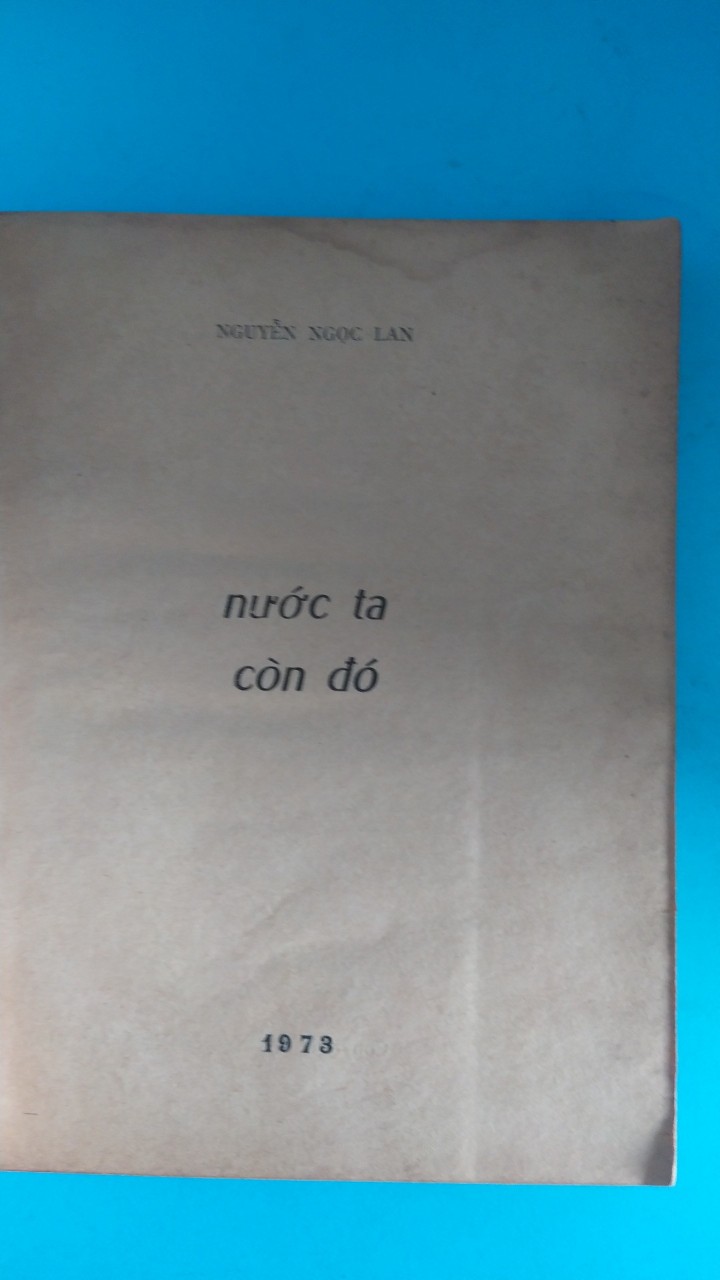 NGUYỄN NGỌC LAN
nước ta
còn đó
1973